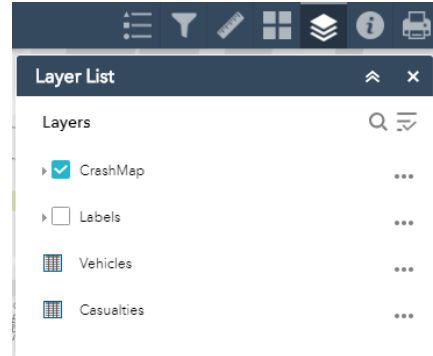 Layer List
Layers
CrashMap
Labels
Vehicles
Casualties